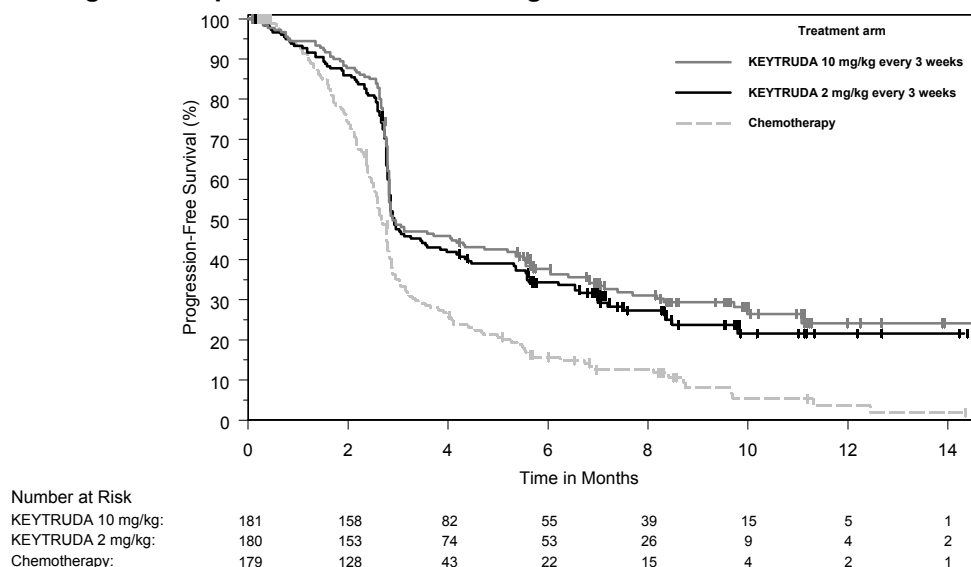 Treatment arm
KEYTRUDA 10 mg/kg every 3 weeks
KEYTRUDA 2 mg/kg every 3 weeks
Chemotherapy
Progression-Free Survival (%)
100
90
80
70
60
50
40
30
20
10
0
0 2 4 6 8 10 12 14
Time in Months
Number at Risk
KEYTRUDA 10 mg/kg: 181 158 82 55 39 15 5 1
KEYTRUDA 2 mg/kg: 180 153 74 53 26 9 4 2
Chemotherapy: 179 128 43 22 15 4 2 1